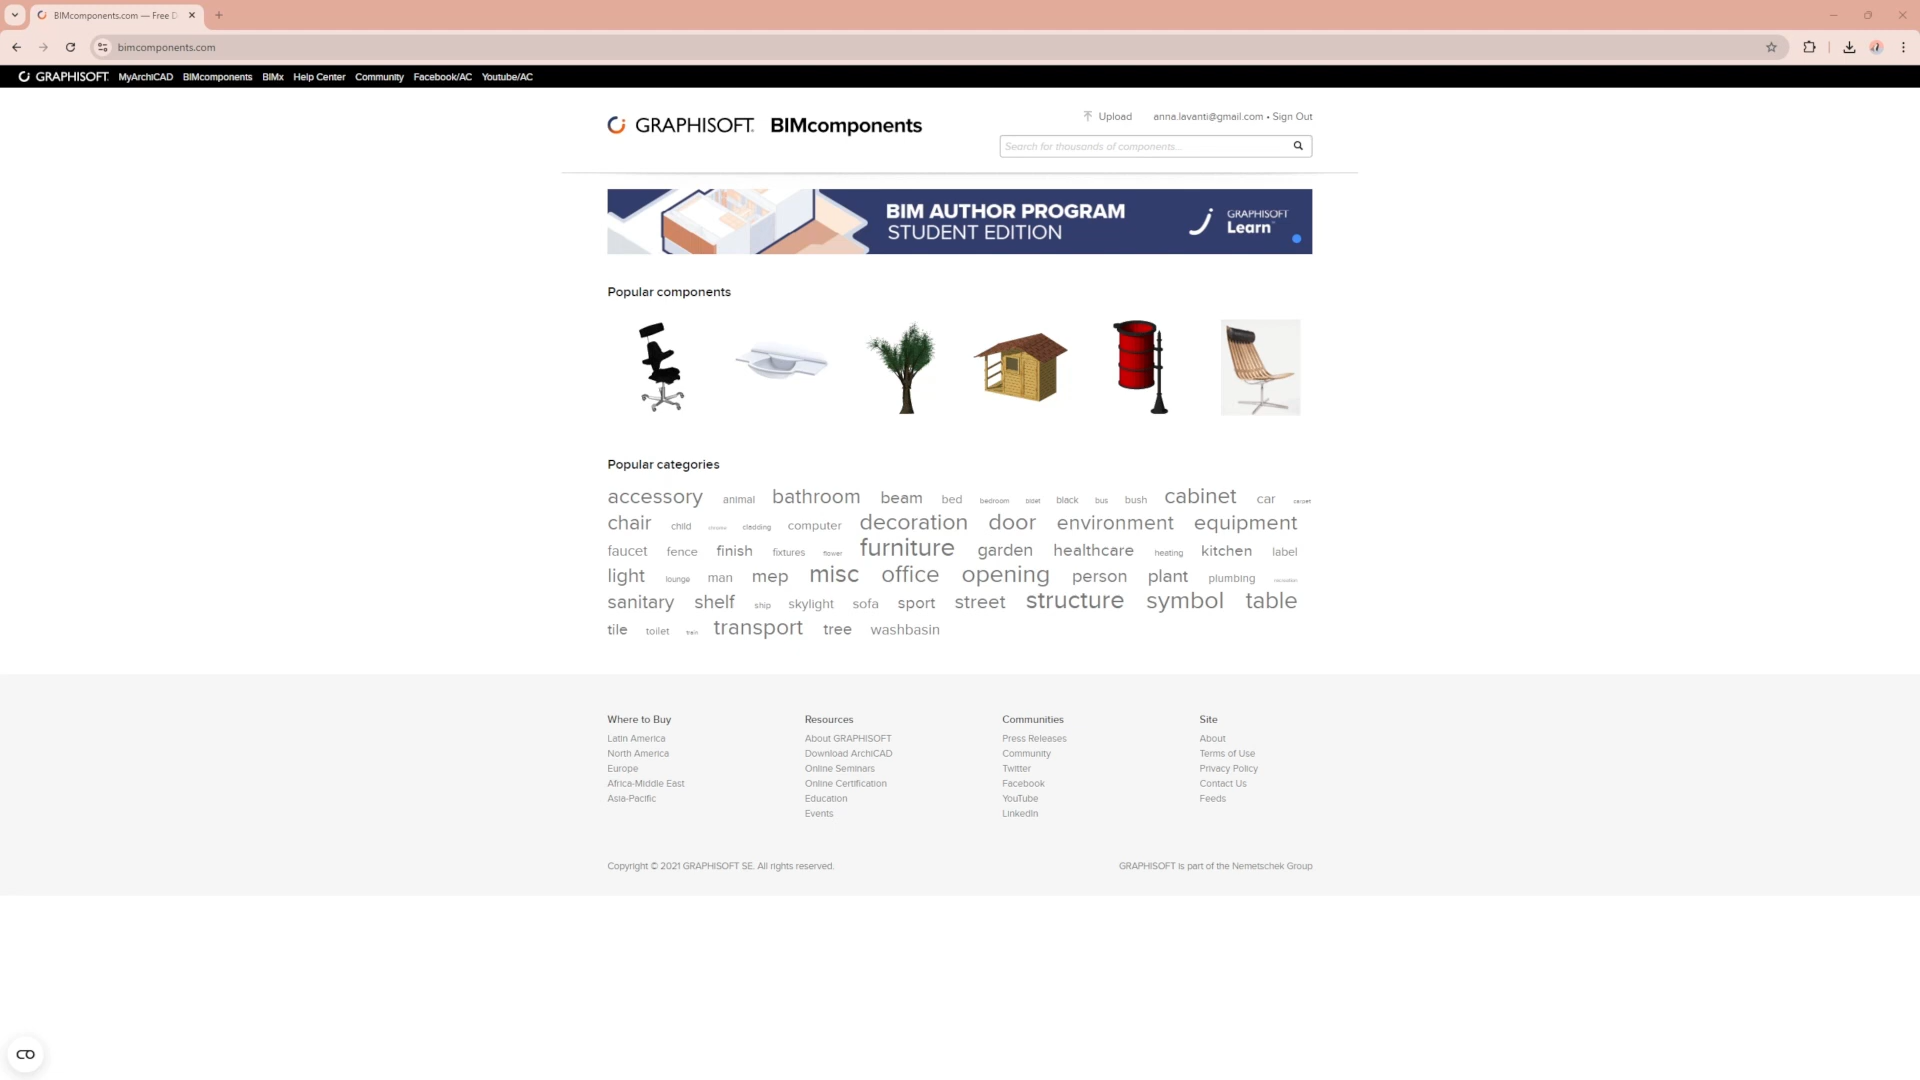 BIMcomponents.com — Free D
bimcomponents.com
GRAPHISOFT. MyArchiCAD BIMcomponents BIMx Help Center Community Facebook/AC Youtube/AC
GRAPHISOFT. BIMcomponents
Upload anna.lavanti@gmail.com • Sign Out
Search for thousands of components...
BIM AUTHOR PROGRAM
STUDENT EDITION
GRAPHISOFT
Learn™
Popular components
Popular categories
accessory animal bathroom beam bed bedroom bidet black bus bush cabinet car carpet
chair child chrome cladding computer decoration door environment equipment
faucet fence finish fixtures flower furniture garden healthcare heating kitchen label
light lounge man mep misc office opening person plant plumbing recreation
sanitary shelf ship skylight sofa sport street structure symbol table
tile toilet train transport tree washbasin
Where to Buy
Latin America
North America
Europe
Africa-Middle East
Asia-Pacific
Resources
About GRAPHISOFT
Download ArchiCAD
Online Seminars
Online Certification
Education
Events
Communities
Press Releases
Community
Twitter
Facebook
YouTube
LinkedIn
Site
About
Terms of Use
Privacy Policy
Contact Us
Feeds
Copyright © 2021 GRAPHISOFT SE. All rights reserved.
GRAPHISOFT is part of the Nemetschek Group